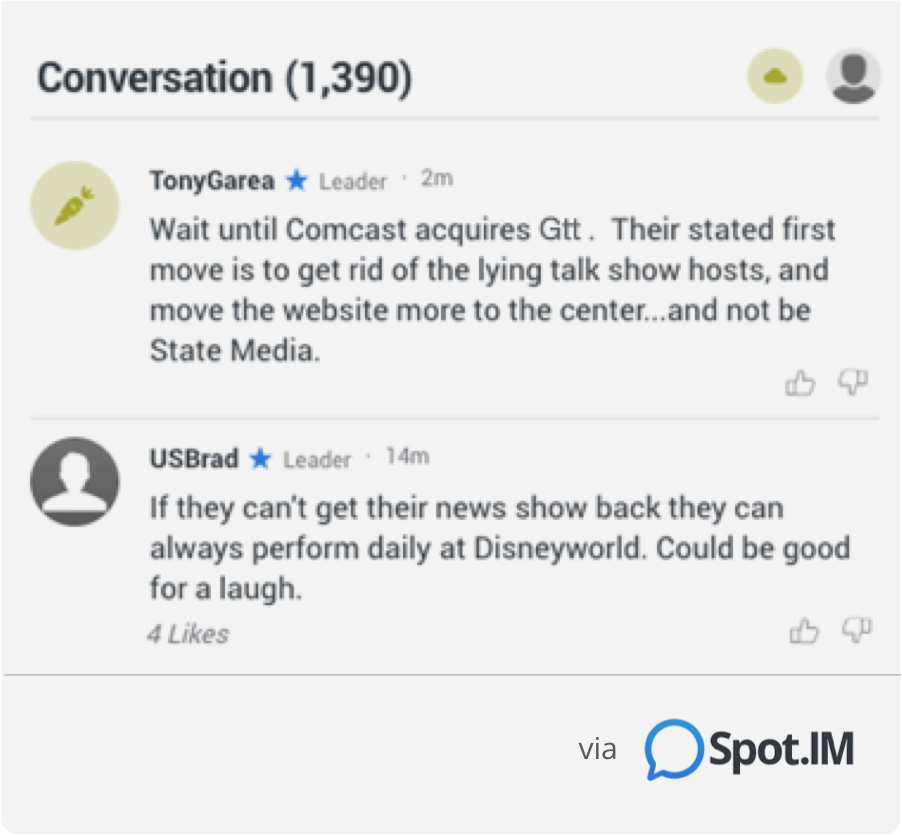 Conversation (1,390)
TonyGarea Leader · 2m
Wait until Comcast acquires Gtt .  Their stated first
move is to get rid of the lying talk show hosts, and
move the website more to the center...and not be
State Media.
USBrad Leader · 14m
If they can't get their news show back they can
always perform daily at Disneyworld. Could be good
for a laugh.
4 Likes
via Spot.IM